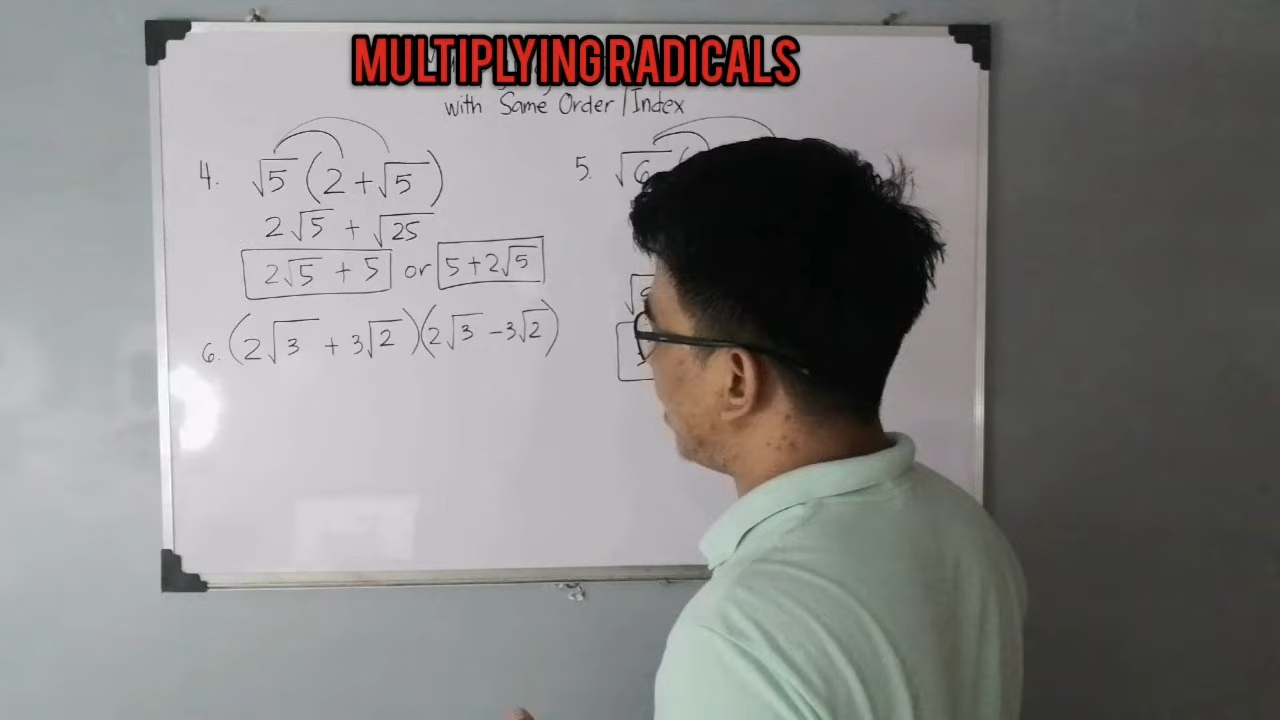 MULTIPLYING RADICALS
with Same Order/Index
4. √5 (2 + √5)
2√5 + √25
2√5 + 5 or 5 + 2√5
6. (2√3 + 3√2)(2√3 - 3√2)
5. √6 (